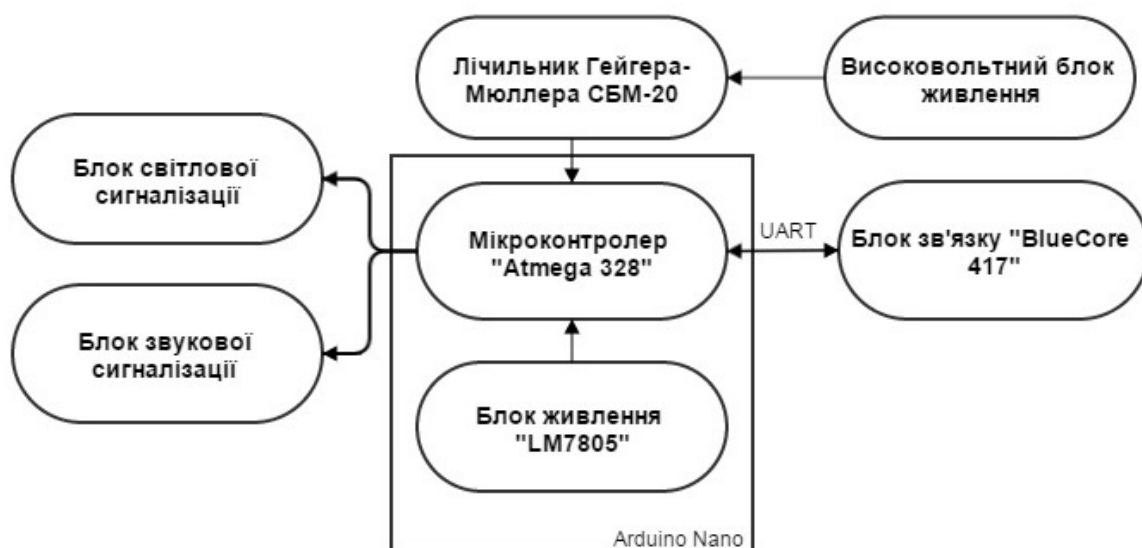 Лічильник Гейгера-
Мюллера СБМ-20
Високовольтний блок
живлення
Блок світлової
сигналізації
Мікроконтролер
"Atmega 328"
UART
Блок зв'язку "BlueCore
417"
Блок звукової
сигналізації
Блок живлення
"LM7805"
Arduino Nano